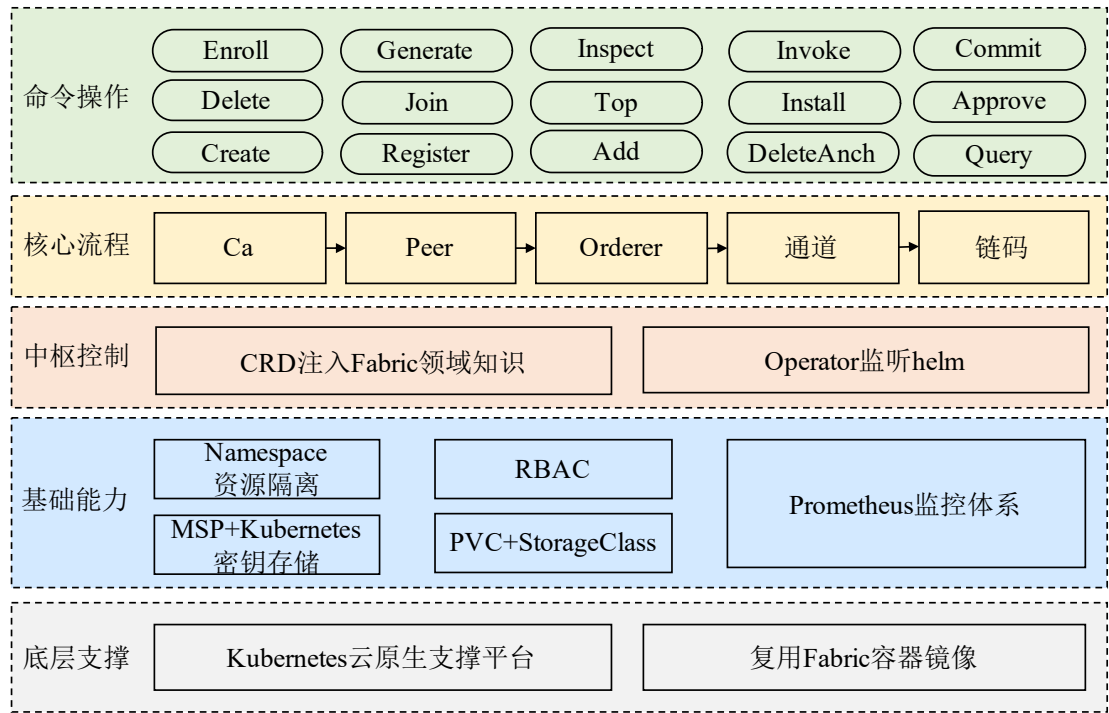 命令操作
Enroll
Generate
Inspect
Invoke
Commit
Delete
Join
Top
Install
Approve
Create
Register
Add
DeleteAnch
Query
核心流程
Ca
Peer
Orderer
通道
链码
中枢控制
CRD注入Fabric领域知识
Operator监听helm
基础能力
Namespace
资源隔离
RBAC
Prometheus监控体系
MSP+Kubernetes
密钥存储
PVC+StorageClass
底层支撑
Kubernetes云原生支撑平台
复用Fabric容器镜像